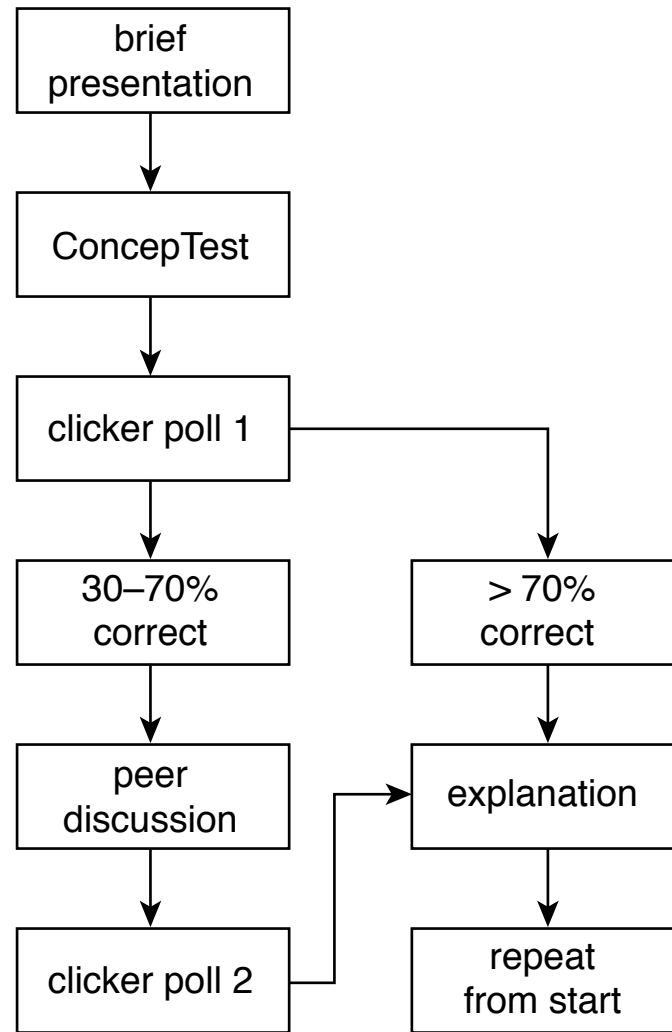 brief
presentation
ConcepTest
clicker poll 1
30–70%
correct
> 70%
correct
peer
discussion
explanation
clicker poll 2
repeat
from start